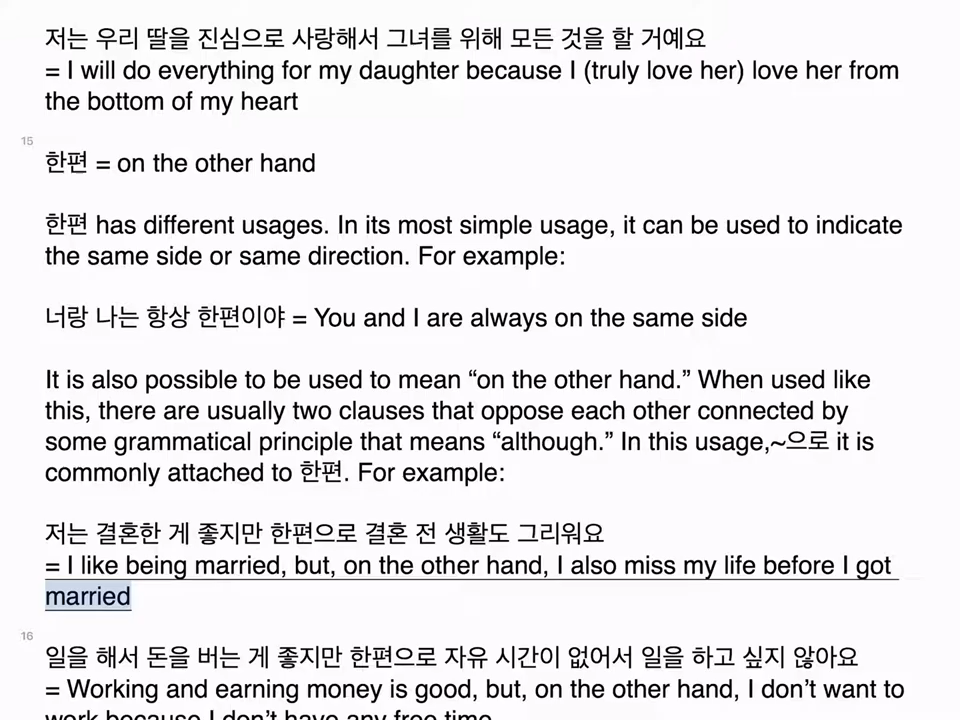 저는 우리 딸을 진심으로 사랑해서 그녀를 위해 모든 것을 할 거예요
= I will do everything for my daughter because I (truly love her) love her from
the bottom of my heart
15
한편 = on the other hand
한편 has different usages. In its most simple usage, it can be used to indicate
the same side or same direction. For example:
너랑 나는 항상 한편이야 = You and I are always on the same side
It is also possible to be used to mean “on the other hand.” When used like
this, there are usually two clauses that oppose each other connected by
some grammatical principle that means “although.” In this usage,~으로 it is
commonly attached to 한편. For example:
저는 결혼한 게 좋지만 한편으로 결혼 전 생활도 그리워요
= I like being married, but, on the other hand, I also miss my life before I got
married
16
일을 해서 돈을 버는 게 좋지만 한편으로 자유 시간이 없어서 일을 하고 싶지 않아요
= Working and earning money is good, but, on the other hand, I don’t want to
work because I don’t have any free time